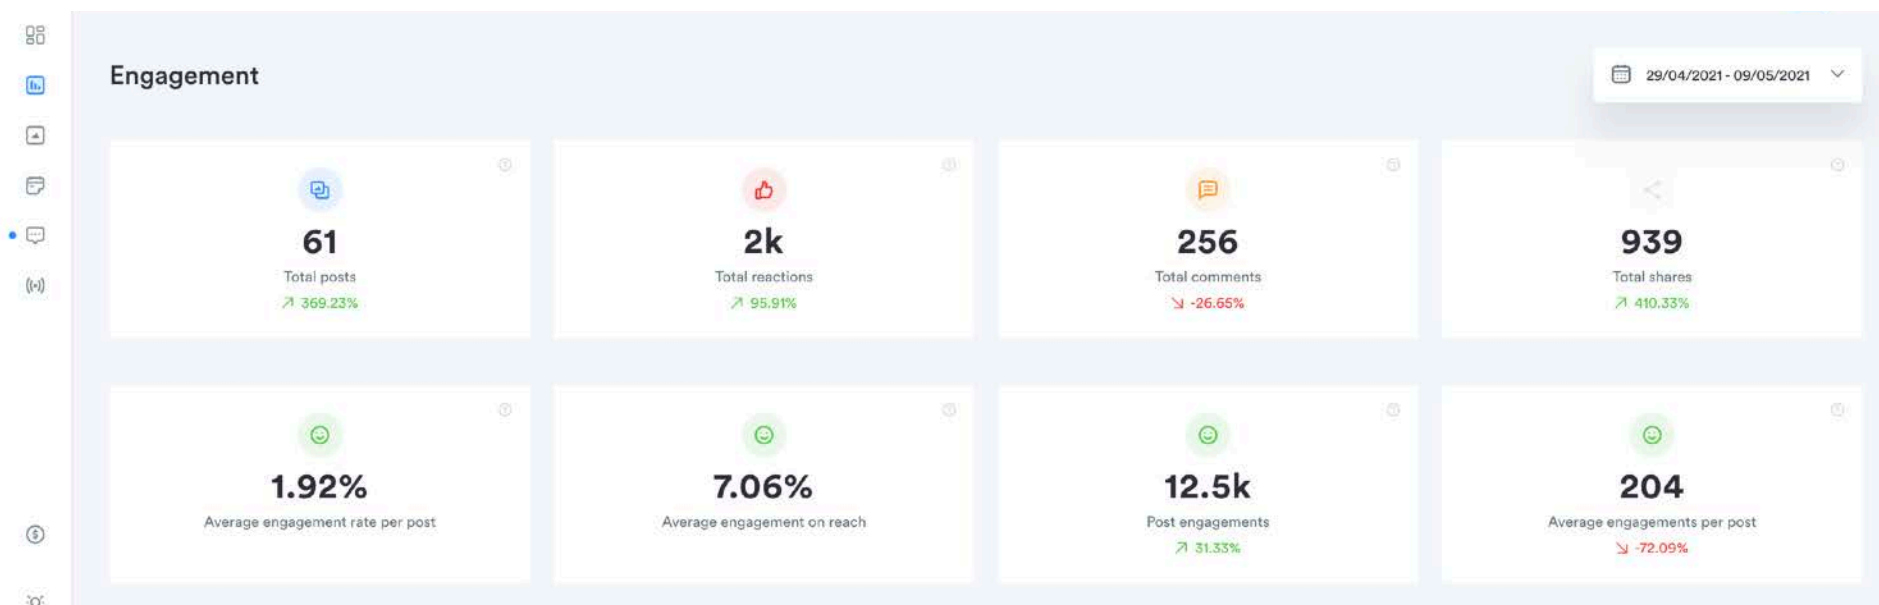 Engagement
29/04/2021 - 09/05/2021
61
Total posts
369.23%
2k
Total reactions
95.91%
256
Total comments
-26.65%
939
Total shares
410.33%
1.92%
Average engagement rate per post
7.06%
Average engagement on reach
12.5k
Post engagements
31.33%
204
Average engagements per post
-72.09%